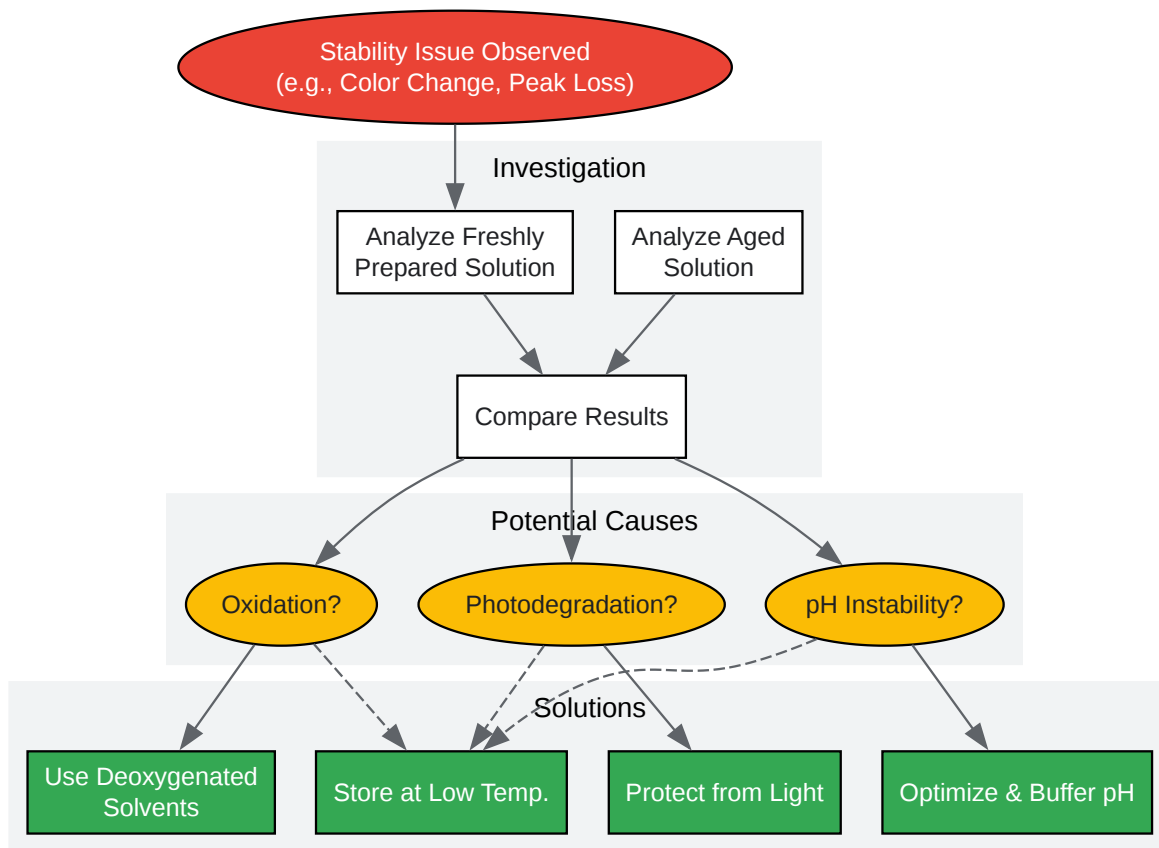 Stability Issue Observed
(e.g., Color Change, Peak Loss)
Investigation
Analyze Freshly
Prepared Solution
Analyze Aged
Solution
Compare Results
Potential Causes
Oxidation?
Photodegradation?
pH Instability?
Solutions
Use Deoxygenated
Solvents
Store at Low Temp.
Protect from Light
Optimize & Buffer pH